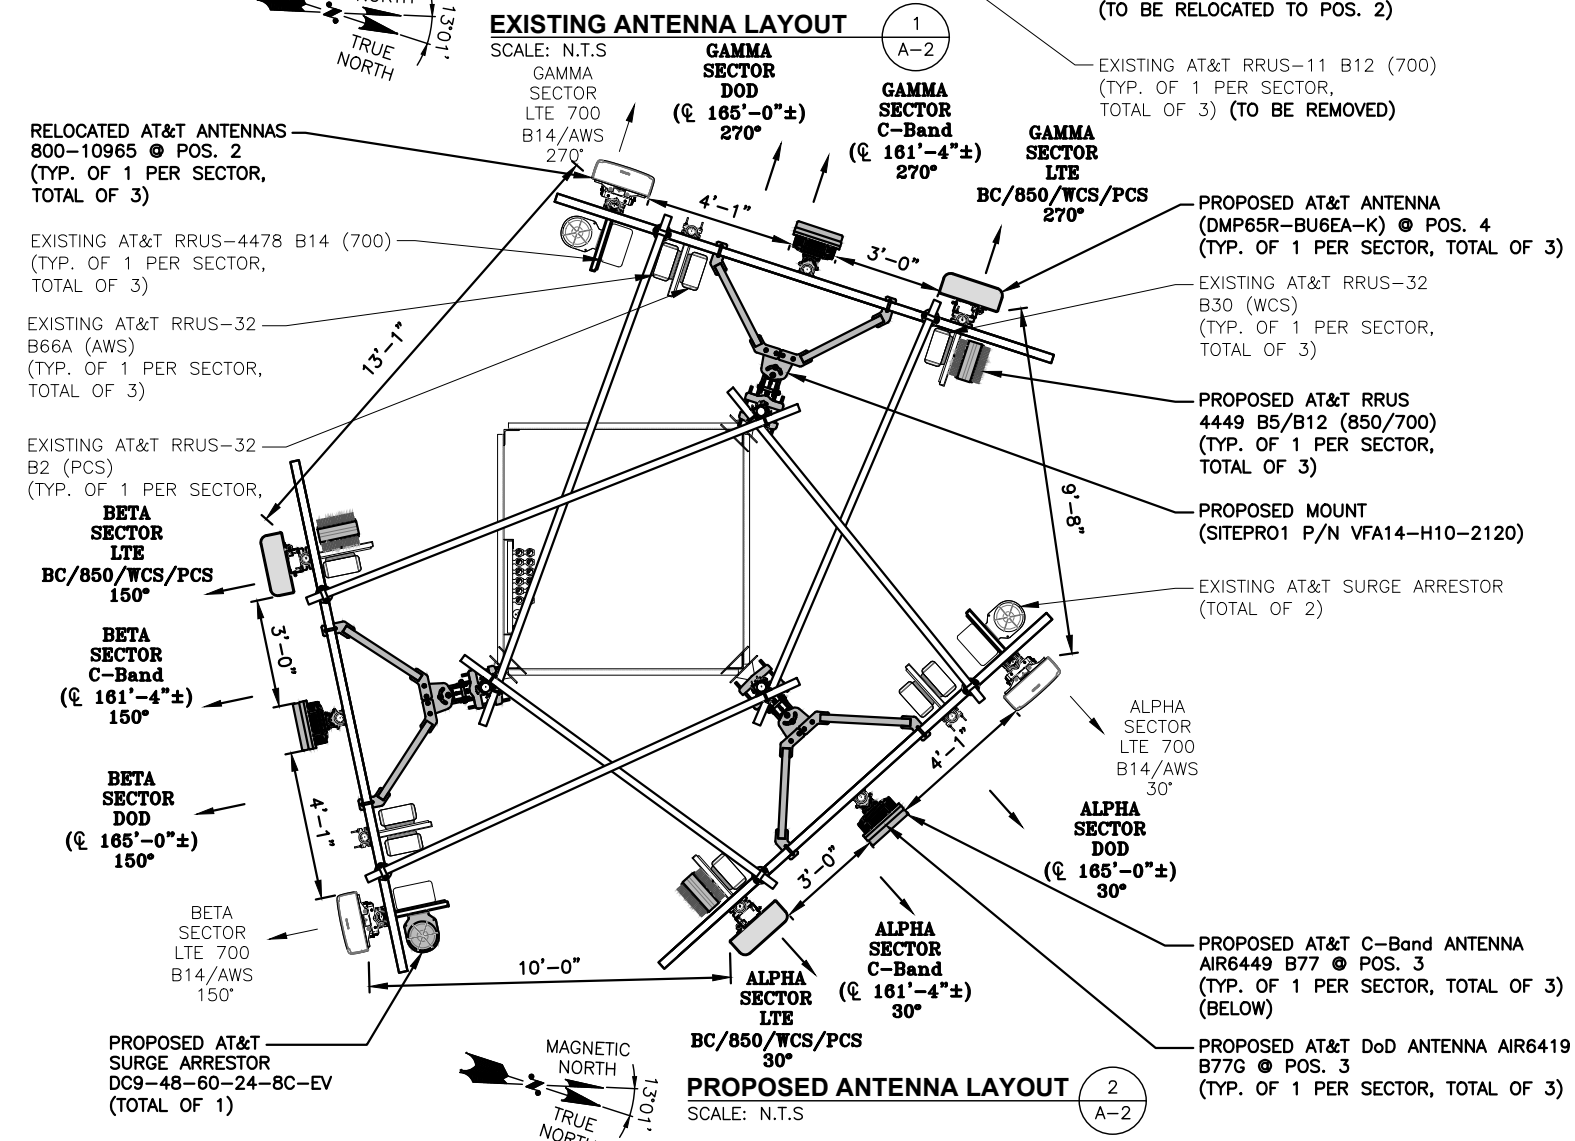 NORTH
13°01'
TRUE
NORTH
EXISTING ANTENNA LAYOUT
SCALE: N.T.S
1
A-2
(TO BE RELOCATED TO POS. 2)
EXISTING AT&T RRUS-11 B12 (700)
(TYP. OF 1 PER SECTOR,
TOTAL OF 3) (TO BE REMOVED)
GAMMA
SECTOR
LTE 700
B14/AWS
270°
GAMMA
SECTOR
DOD
(℄ 165'-0"±)
270°
GAMMA
SECTOR
C-Band
(℄ 161'-4"±)
270°
GAMMA
SECTOR
LTE
BC/850/WCS/PCS
270°
RELOCATED AT&T ANTENNAS
800-10965 @ POS. 2
(TYP. OF 1 PER SECTOR,
TOTAL OF 3)
EXISTING AT&T RRUS-4478 B14 (700)
(TYP. OF 1 PER SECTOR,
TOTAL OF 3)
EXISTING AT&T RRUS-32
B66A (AWS)
(TYP. OF 1 PER SECTOR,
TOTAL OF 3)
EXISTING AT&T RRUS-32
B2 (PCS)
(TYP. OF 1 PER SECTOR,
4'-1"
3'-0"
13'-1"
9'-8"
PROPOSED AT&T ANTENNA
(DMP65R-BU6EA-K) @ POS. 4
(TYP. OF 1 PER SECTOR, TOTAL OF 3)
EXISTING AT&T RRUS-32
B30 (WCS)
(TYP. OF 1 PER SECTOR,
TOTAL OF 3)
PROPOSED AT&T RRUS
4449 B5/B12 (850/700)
(TYP. OF 1 PER SECTOR,
TOTAL OF 3)
PROPOSED MOUNT
(SITEPRO1 P/N VFA14-H10-2120)
EXISTING AT&T SURGE ARRESTOR
(TOTAL OF 2)
BETA
SECTOR
LTE
BC/850/WCS/PCS
150°
3'-0"
BETA
SECTOR
C-Band
(℄ 161'-4"±)
150°
BETA
SECTOR
DOD
(℄ 165'-0"±)
150°
4'-1"
BETA
SECTOR
LTE 700
B14/AWS
150°
ALPHA
SECTOR
LTE 700
B14/AWS
30°
4'-1"
ALPHA
SECTOR
DOD
(℄ 165'-0"±)
30°
3'-0"
ALPHA
SECTOR
C-Band
(℄ 161'-4"±)
30°
10'-0"
ALPHA
SECTOR
LTE
BC/850/WCS/PCS
30°
PROPOSED AT&T C-Band ANTENNA
AIR6449 B77 @ POS. 3
(TYP. OF 1 PER SECTOR, TOTAL OF 3)
(BELOW)
PROPOSED AT&T DoD ANTENNA AIR6419
B77G @ POS. 3
(TYP. OF 1 PER SECTOR, TOTAL OF 3)
PROPOSED AT&T
SURGE ARRESTOR
DC9-48-60-24-8C-EV
(TOTAL OF 1)
MAGNETIC
NORTH
13°01'
TRUE
NORTH
PROPOSED ANTENNA LAYOUT
SCALE: N.T.S
2
A-2